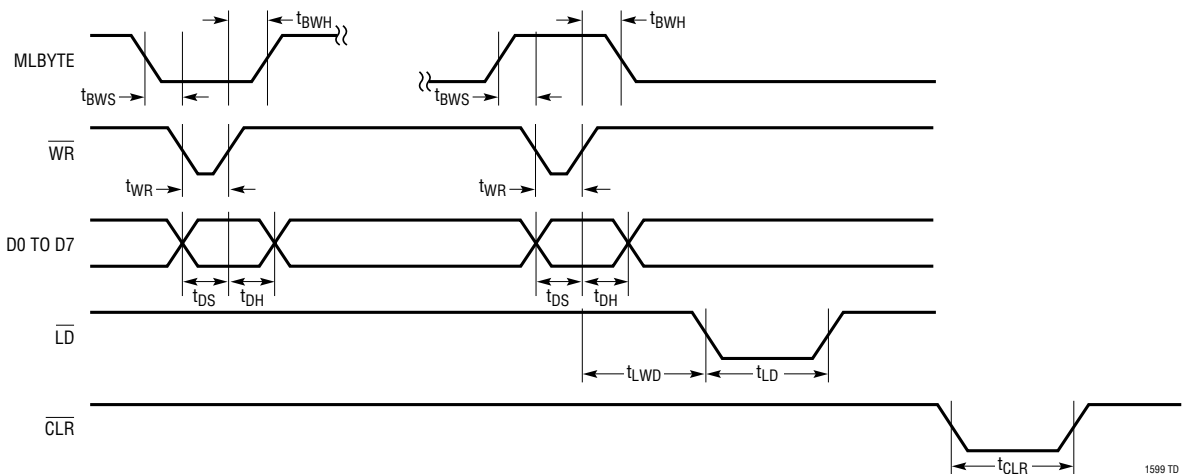 tBWH
tBWH
MLBYTE
tBWS
tBWS
WR
tWR
tWR
D0 TO D7
tDS
tDH
tDS
tDH
LD
tLWD
tLD
CLR
tCLR
1599 TD